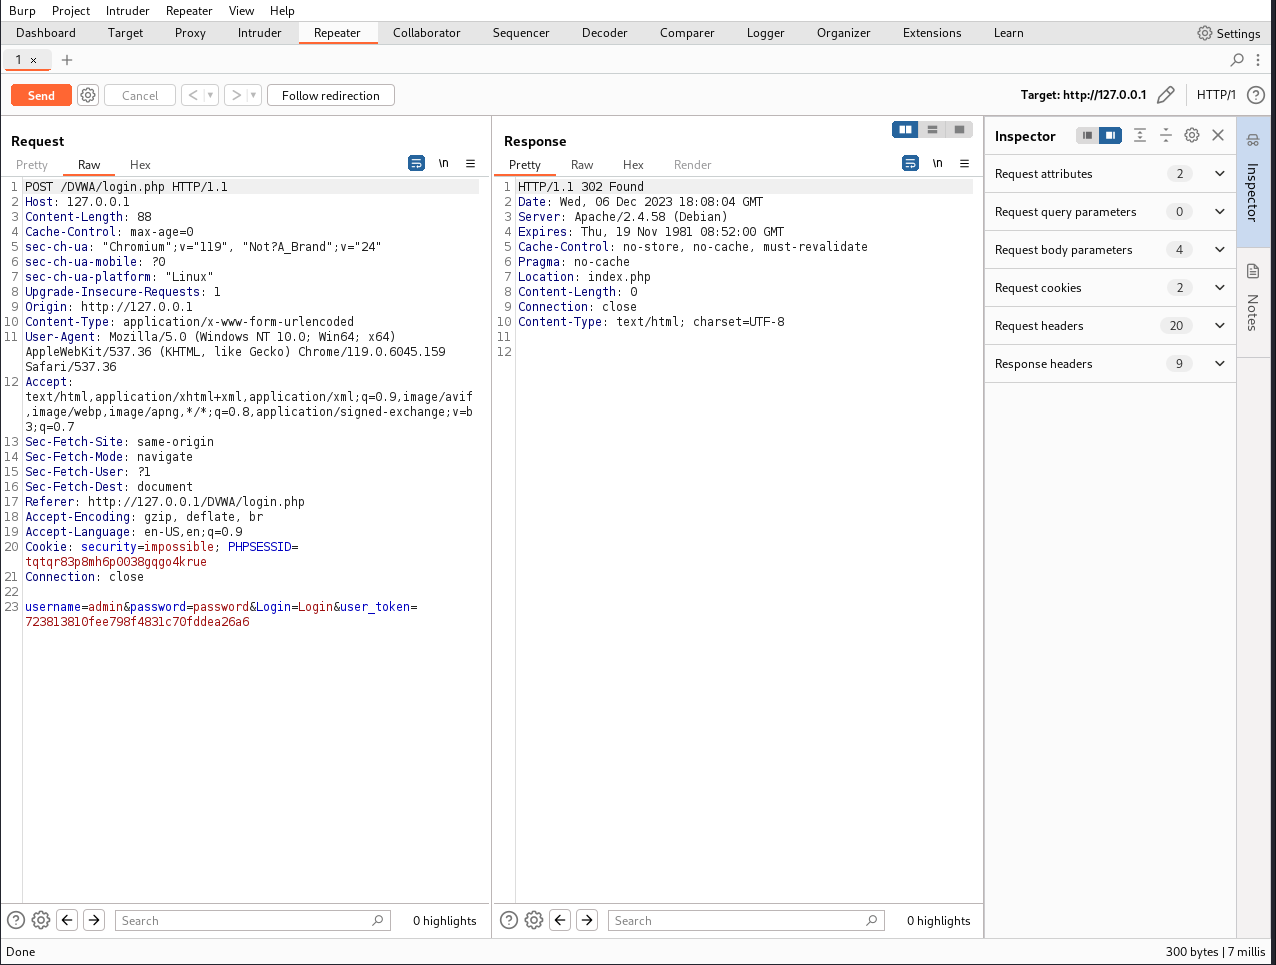 Burp Project Intruder Repeater View Help
Dashboard Target Proxy Intruder Repeater Collaborator Sequencer Decoder Comparer Logger Organizer Extensions Learn Settings
1 × +
Send Cancel < > Follow redirection Target: http://127.0.0.1 HTTP/1 ?
Request
Pretty Raw Hex \n
1 POST /DVWA/login.php HTTP/1.1
2 Host: 127.0.0.1
3 Content-Length: 88
4 Cache-Control: max-age=0
5 sec-ch-ua: "Chromium";v="119", "Not?A_Brand";v="24"
6 sec-ch-ua-mobile: ?0
7 sec-ch-ua-platform: "Linux"
8 Upgrade-Insecure-Requests: 1
9 Origin: http://127.0.0.1
10 Content-Type: application/x-www-form-urlencoded
11 User-Agent: Mozilla/5.0 (Windows NT 10.0; Win64; x64)
AppleWebKit/537.36 (KHTML, like Gecko) Chrome/119.0.6045.159
Safari/537.36
12 Accept:
text/html,application/xhtml+xml,application/xml;q=0.9,image/avif
,image/webp,image/apng,*/*;q=0.8,application/signed-exchange;v=b
3;q=0.7
13 Sec-Fetch-Site: same-origin
14 Sec-Fetch-Mode: navigate
15 Sec-Fetch-User: ?1
16 Sec-Fetch-Dest: document
17 Referer: http://127.0.0.1/DVWA/login.php
18 Accept-Encoding: gzip, deflate, br
19 Accept-Language: en-US,en;q=0.9
20 Cookie: security=impossible; PHPSESSID=
tqtqr83p8mh6p0038gqgo4krue
21 Connection: close
22
23 username=admin&password=password&Login=Login&user_token=
723813810fee798f4831c70fddea26a6
? Search 0 highlights
Response
Pretty Raw Hex Render \n
1 HTTP/1.1 302 Found
2 Date: Wed, 06 Dec 2023 18:08:04 GMT
3 Server: Apache/2.4.58 (Debian)
4 Expires: Thu, 19 Nov 1981 08:52:00 GMT
5 Cache-Control: no-store, no-cache, must-revalidate
6 Pragma: no-cache
7 Location: index.php
8 Content-Length: 0
9 Connection: close
10 Content-Type: text/html; charset=UTF-8
11
12
? Search 0 highlights
Inspector
Request attributes 2
Request query parameters 0
Request body parameters 4
Request cookies 2
Request headers 20
Response headers 9
Inspector
Notes
Done 300 bytes | 7 millis